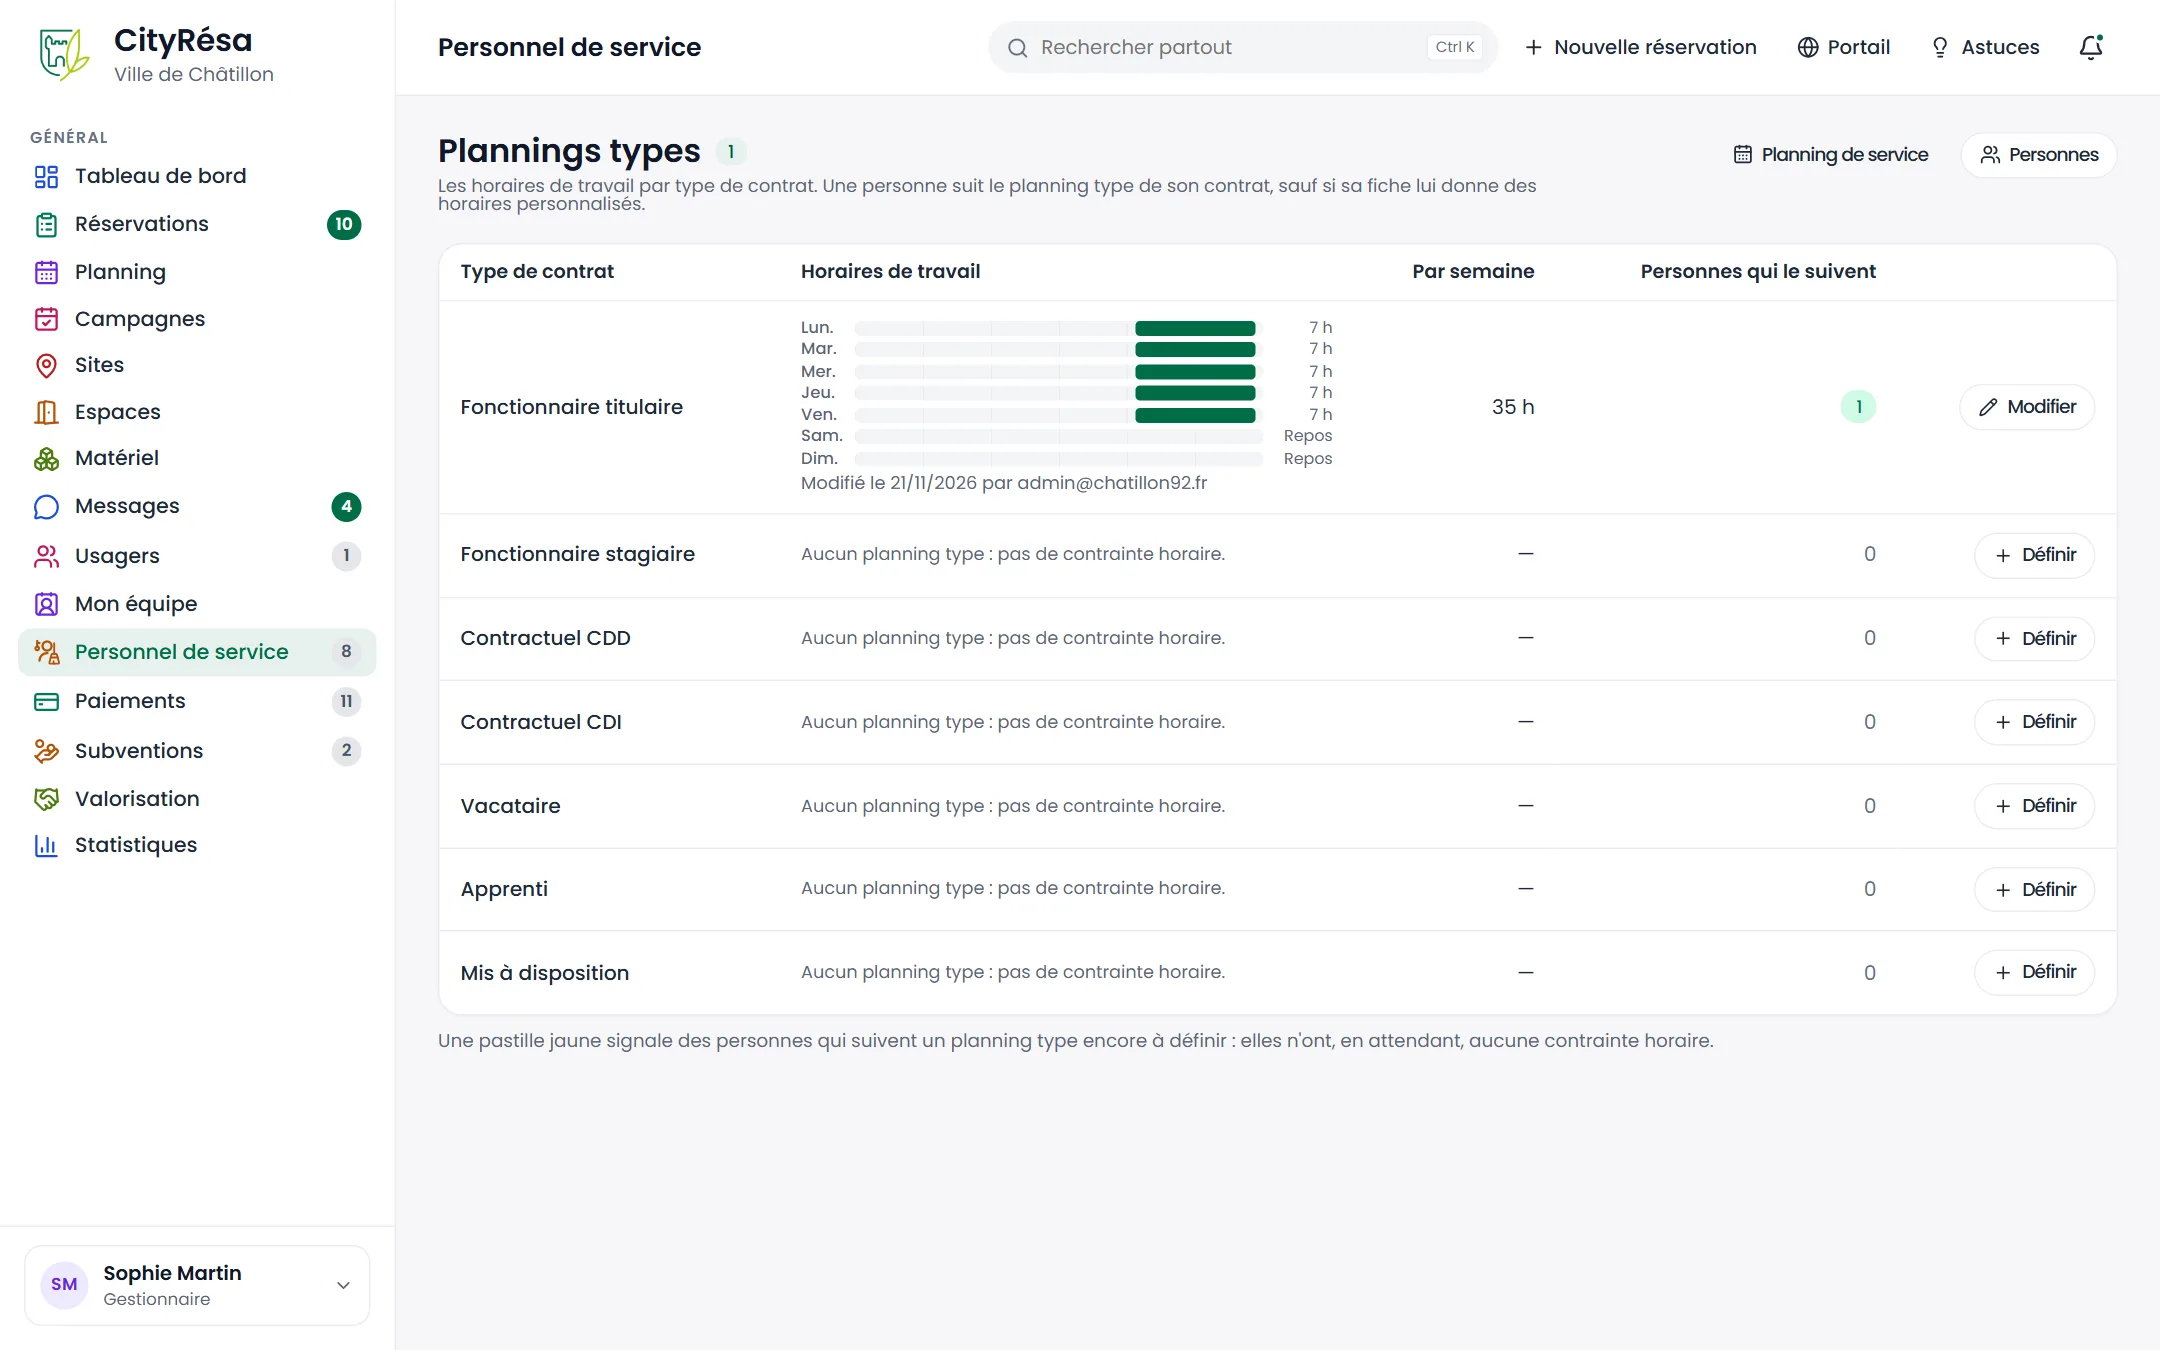 CityRésa
Ville de Châtillon
GÉNÉRAL
Tableau de bord
Réservations 10
Planning
Campagnes
Sites
Espaces
Matériel
Messages 4
Usagers 1
Mon équipe
Personnel de service 8
Paiements 11
Subventions 2
Valorisation
Statistiques
SM
Sophie Martin
Gestionnaire
Personnel de service
Rechercher partout Ctrl K
Nouvelle réservation
Portail
Astuces
Plannings types 1
Les horaires de travail par type de contrat. Une personne suit le planning type de son contrat, sauf si sa fiche lui donne des
horaires personnalisés.
Planning de service
Personnes
Type de contrat Horaires de travail Par semaine Personnes qui le suivent
Fonctionnaire titulaire
Lun. 7 h
Mar. 7 h
Mer. 7 h
Jeu. 7 h
Ven. 7 h
Sam. Repos
Dim. Repos
Modifié le 21/11/2026 par admin@chatillon92.fr
35 h 1 Modifier
Fonctionnaire stagiaire Aucun planning type : pas de contrainte horaire. — 0 + Définir
Contractuel CDD Aucun planning type : pas de contrainte horaire. — 0 + Définir
Contractuel CDI Aucun planning type : pas de contrainte horaire. — 0 + Définir
Vacataire Aucun planning type : pas de contrainte horaire. — 0 + Définir
Apprenti Aucun planning type : pas de contrainte horaire. — 0 + Définir
Mis à disposition Aucun planning type : pas de contrainte horaire. — 0 + Définir
Une pastille jaune signale des personnes qui suivent un planning type encore à définir : elles n'ont, en attendant, aucune contrainte horaire.